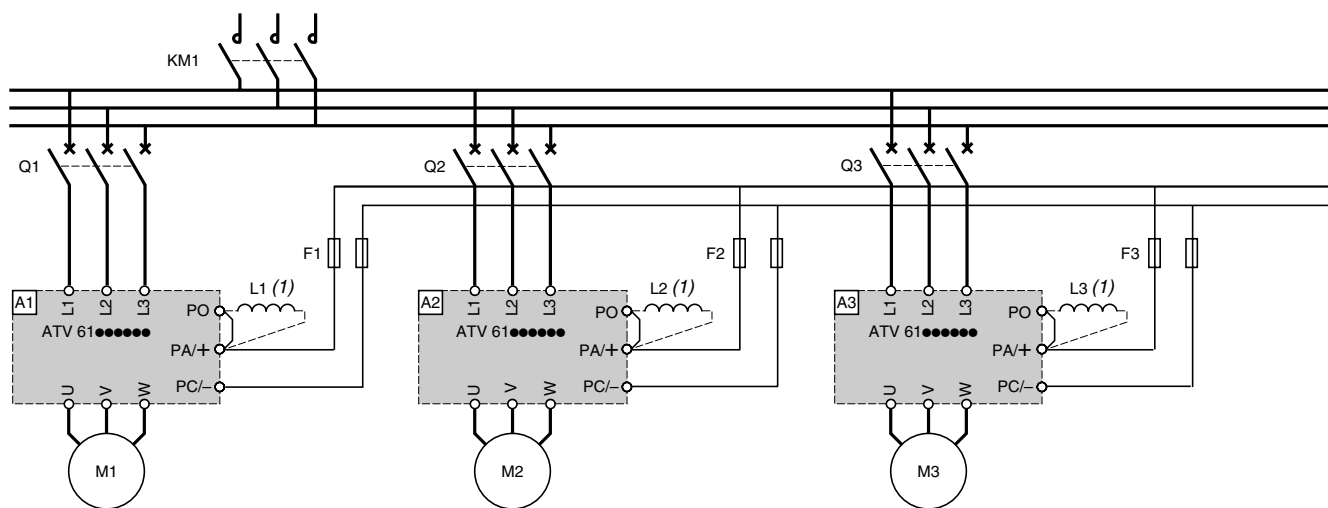 KM1
Q1
Q2
Q3
F1
F2
F3
A1
L1
L2
L3
PO
L1 (1)
ATV 61●●●●●●
PA/+
PC/–
U
V
W
M1
A2
L1
L2
L3
PO
L2 (1)
ATV 61●●●●●●
PA/+
PC/–
U
V
W
M2
A3
L1
L2
L3
PO
L3 (1)
ATV 61●●●●●●
PA/+
PC/–
U
V
W
M3